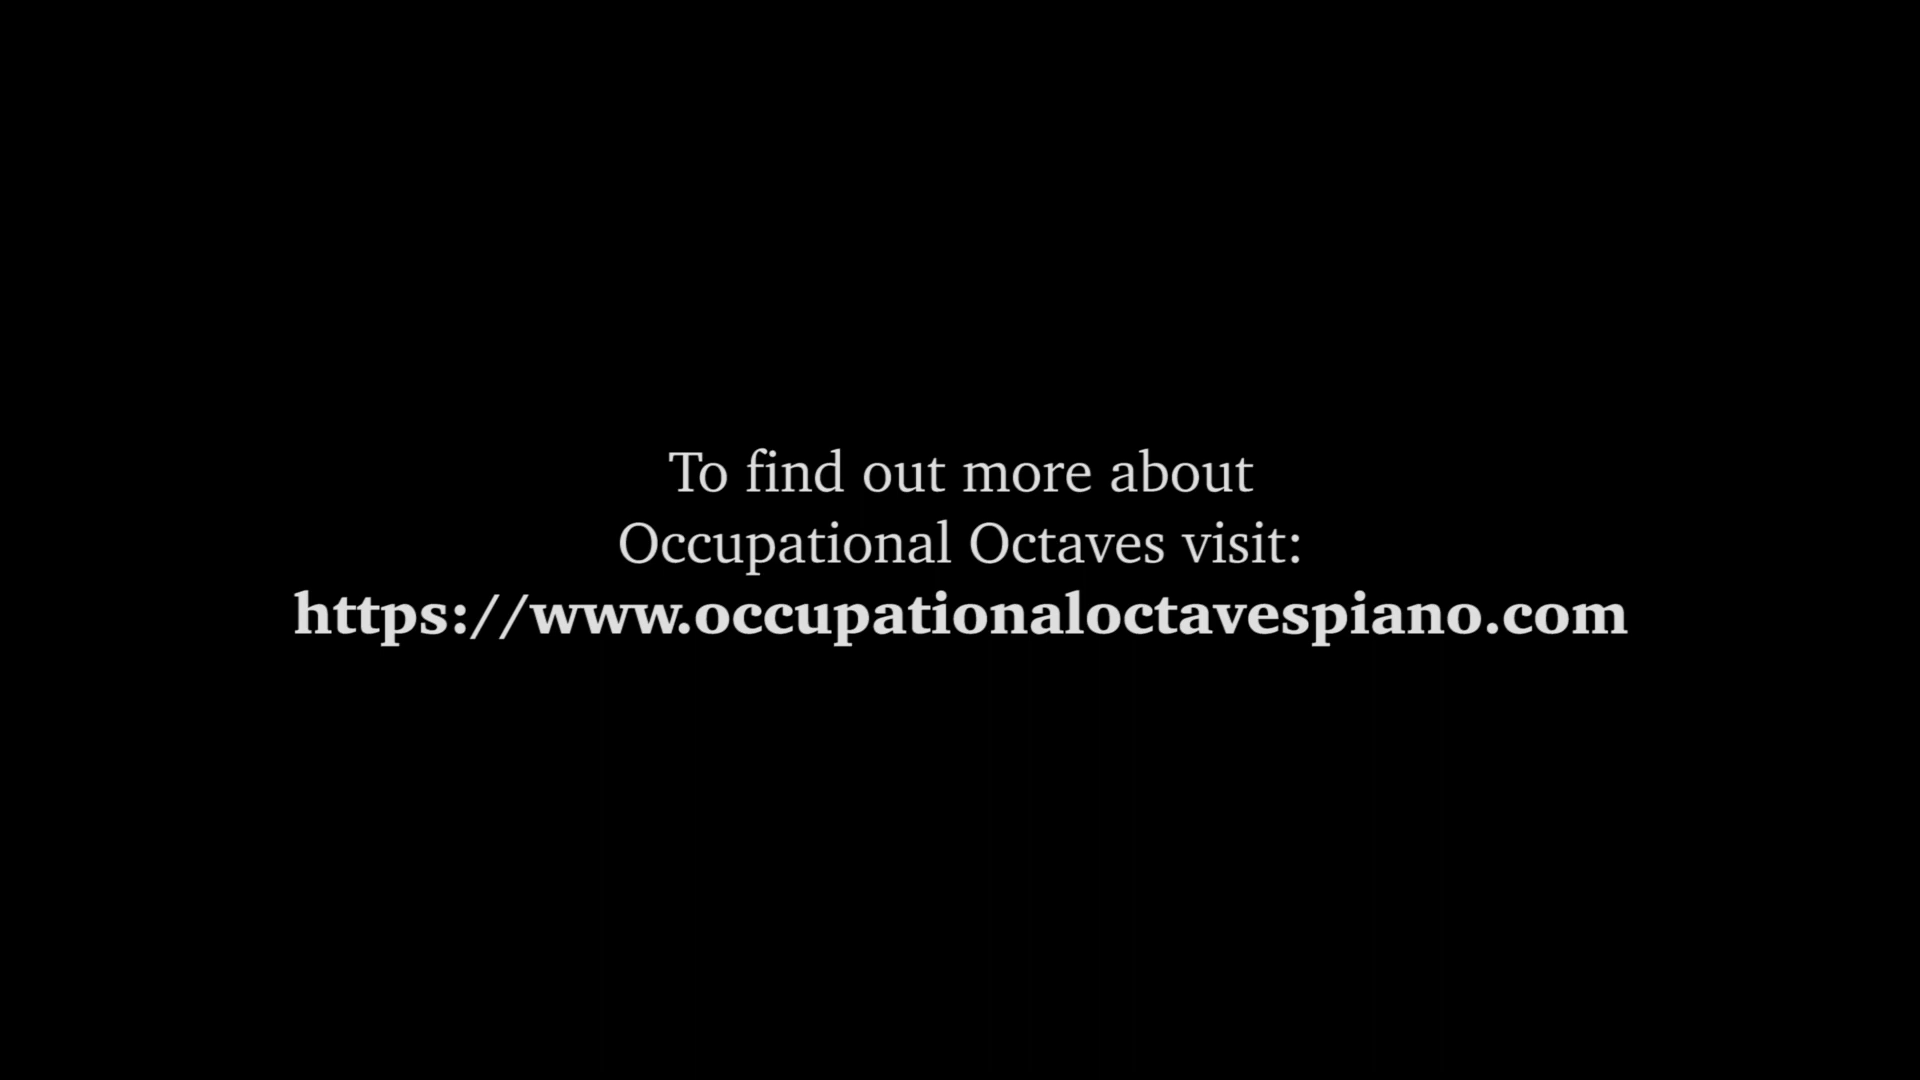 To find out more about
Occupational Octaves visit:
https://www.occupationaloctavespiano.com